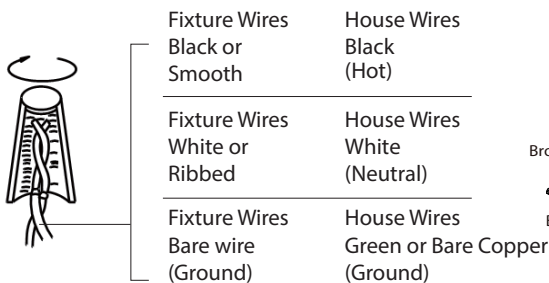 Fixture Wires House Wires
Black or Black
Smooth (Hot)
Fixture Wires House Wires
White or White
Ribbed (Neutral)
Fixture Wires House Wires
Bare wire Green or Bare Copper
(Ground) (Ground)